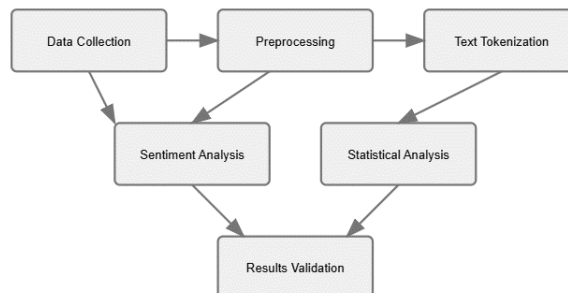 Data Collection
Preprocessing
Text Tokenization
Sentiment Analysis
Statistical Analysis
Results Validation